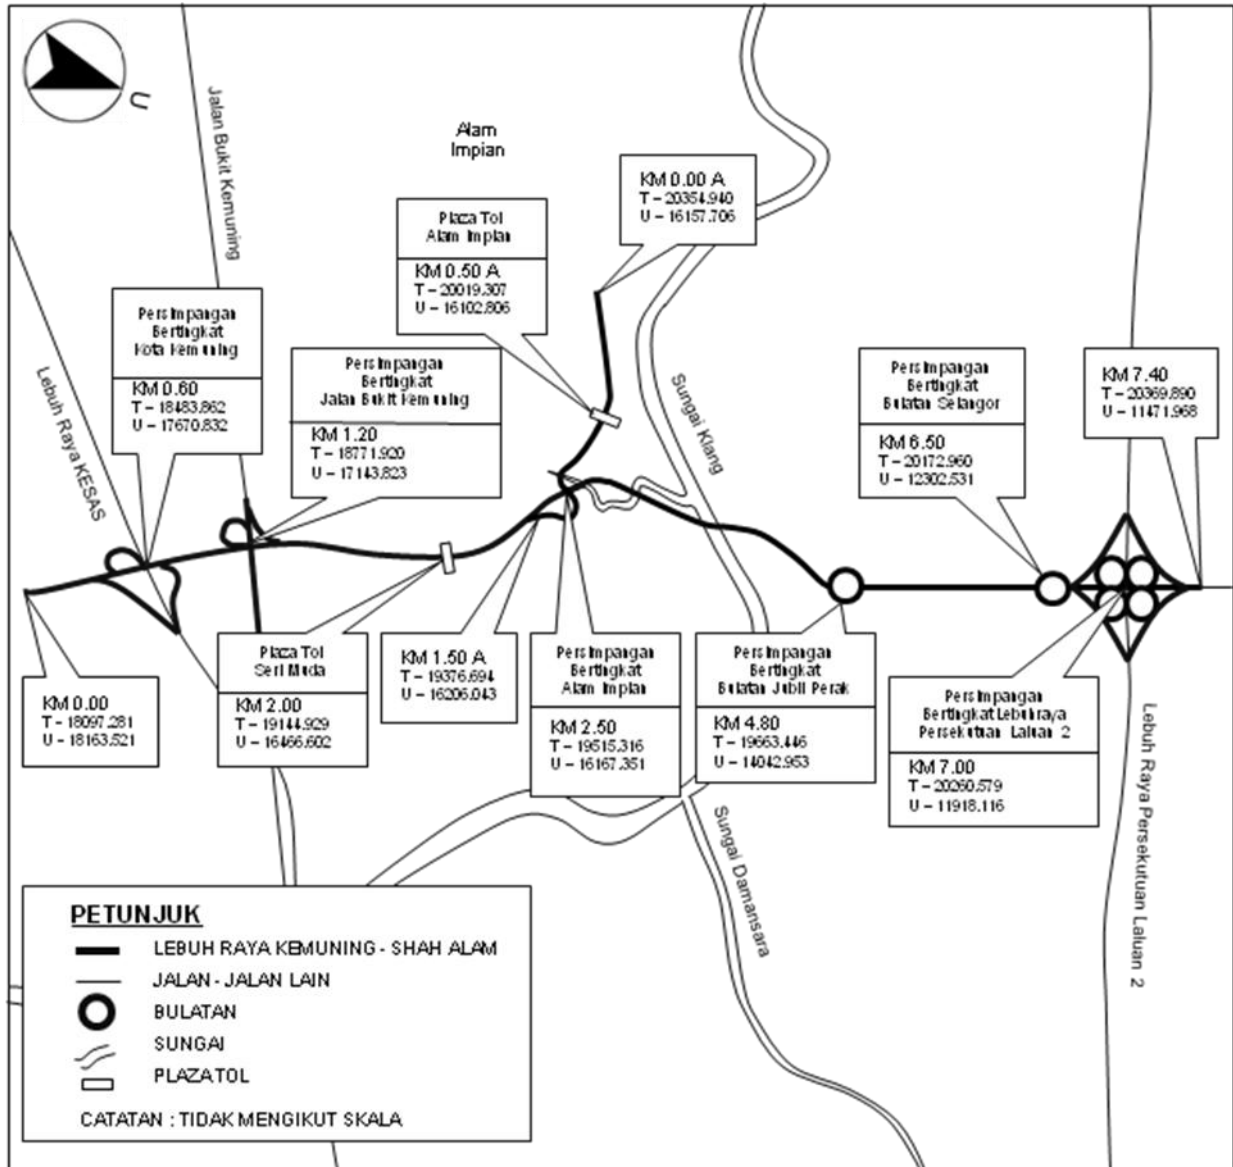 U
Jalan Bukit Kemuning
Alam
Impian
KM 0.00 A
T – 20354.940
U – 16157.706
Plaza Tol
Alam Impian
KM 0.50 A
T – 20019.307
U – 16102.806
Persimpangan
Bertingkat
Kota Kemuning
KM 0.60
T – 18483.862
U – 17670.832
Persimpangan
Bertingkat
Jalan Bukit Kemuning
KM 1.20
T – 18771.920
U – 17143.823
Lebuh Raya KESAS
Sungai Klang
Persimpangan
Bertingkat
Bulatan Selangor
KM 6.50
T – 20172.960
U – 12302.531
KM 7.40
T – 20369.890
U – 11471.968
KM 0.00
T – 18097.281
U – 18163.521
Plaza Tol
Seri Muda
KM 2.00
T – 19144.929
U – 16466.602
KM 1.50 A
T – 19376.694
U – 16206.043
Persimpangan
Bertingkat
Alam Impian
KM 2.50
T – 19515.316
U – 16167.351
Persimpangan
Bertingkat
Bulatan Jubli Perak
KM 4.80
T – 19663.446
U – 14042.953
Persimpangan
Bertingkat Lebuhraya
Persekutuan Laluan 2
KM 7.00
T – 20260.579
U – 11918.116
Lebuh Raya Persekutuan Laluan 2
Sungai Damansara
PETUNJUK
LEBUH RAYA KEMUNING - SHAH ALAM
JALAN - JALAN LAIN
BULATAN
SUNGAI
PLAZA TOL
CATATAN : TIDAK MENGIKUT SKALA